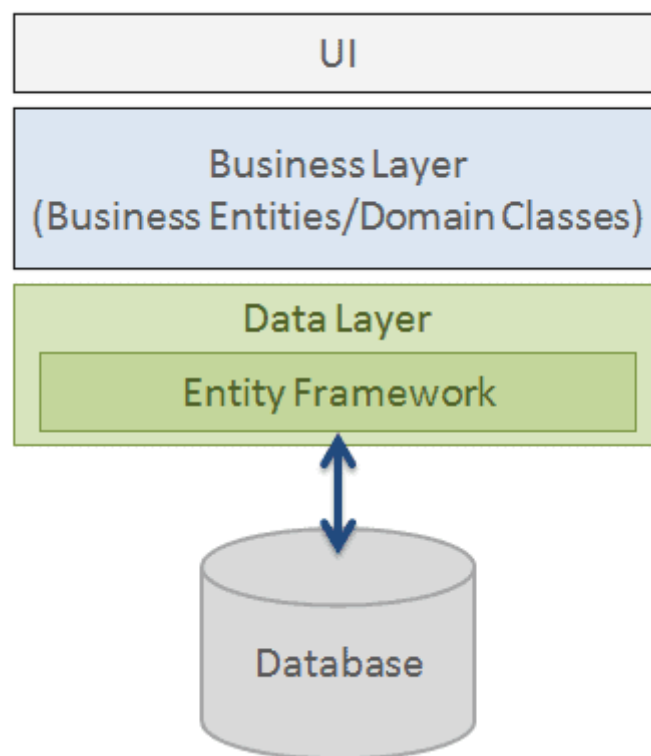 UI
Business Layer
(Business Entities/Domain Classes)
Data Layer
Entity Framework
Database